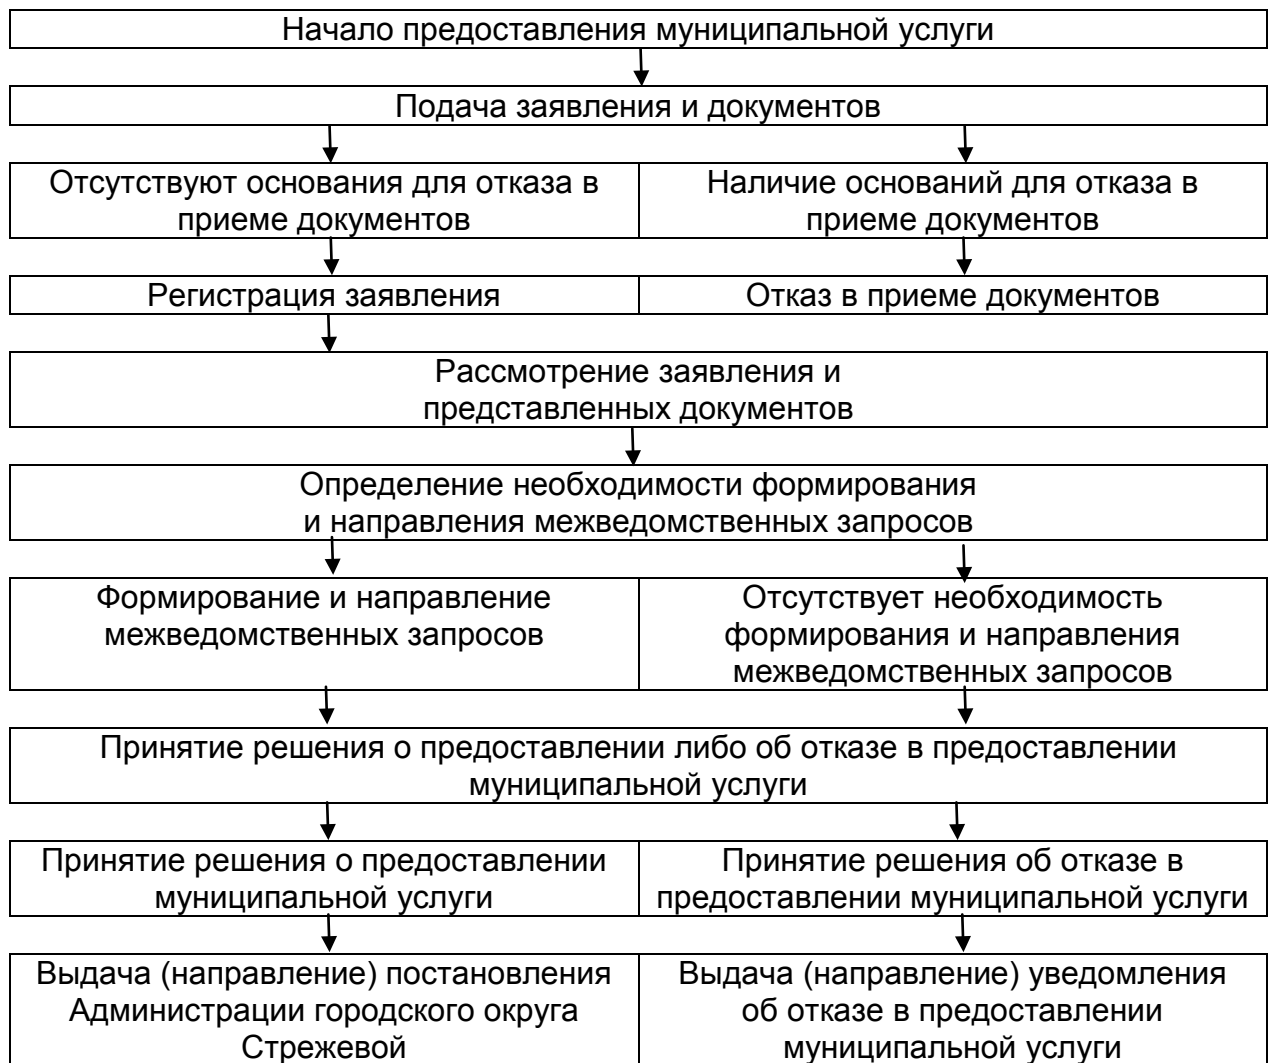 Начало предоставления муниципальной услуги
Подача заявления и документов
Отсутствуют основания для отказа в
приеме документов
Наличие оснований для отказа в
приеме документов
Регистрация заявления
Отказ в приеме документов
Рассмотрение заявления и
представленных документов
Определение необходимости формирования
и направления межведомственных запросов
Формирование и направление
межведомственных запросов
Отсутствует необходимость
формирования и направления
межведомственных запросов
Принятие решения о предоставлении либо об отказе в предоставлении
муниципальной услуги
Принятие решения о предоставлении
муниципальной услуги
Принятие решения об отказе в
предоставлении муниципальной услуги
Выдача (направление) постановления
Администрации городского округа
Стрежевой
Выдача (направление) уведомления
об отказе в предоставлении
муниципальной услуги